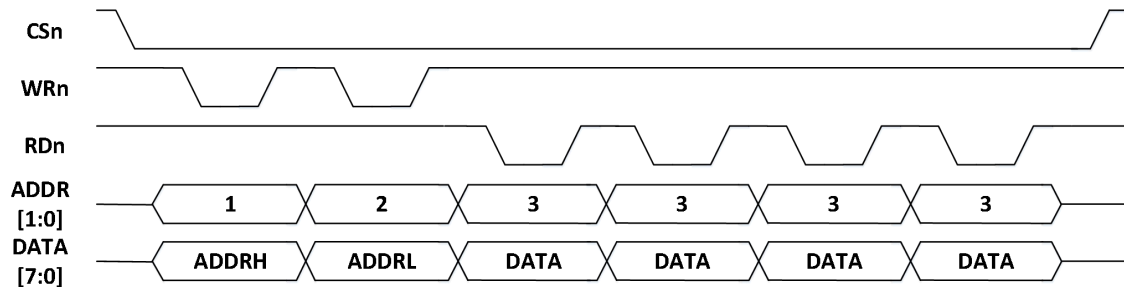 CSn
WRn
RDn
ADDR
[1:0]
1 2 3 3 3 3
DATA
[7:0]
ADDRH ADDRL DATA DATA DATA DATA